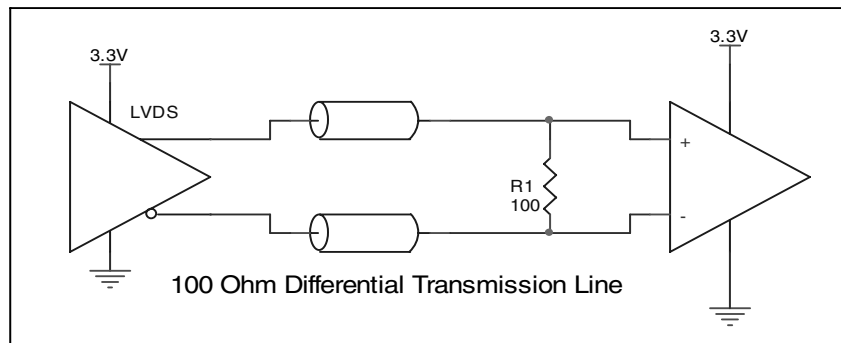 3.3V
3.3V
LVDS
+
R1
100
-
100 Ohm Differential Transmission Line